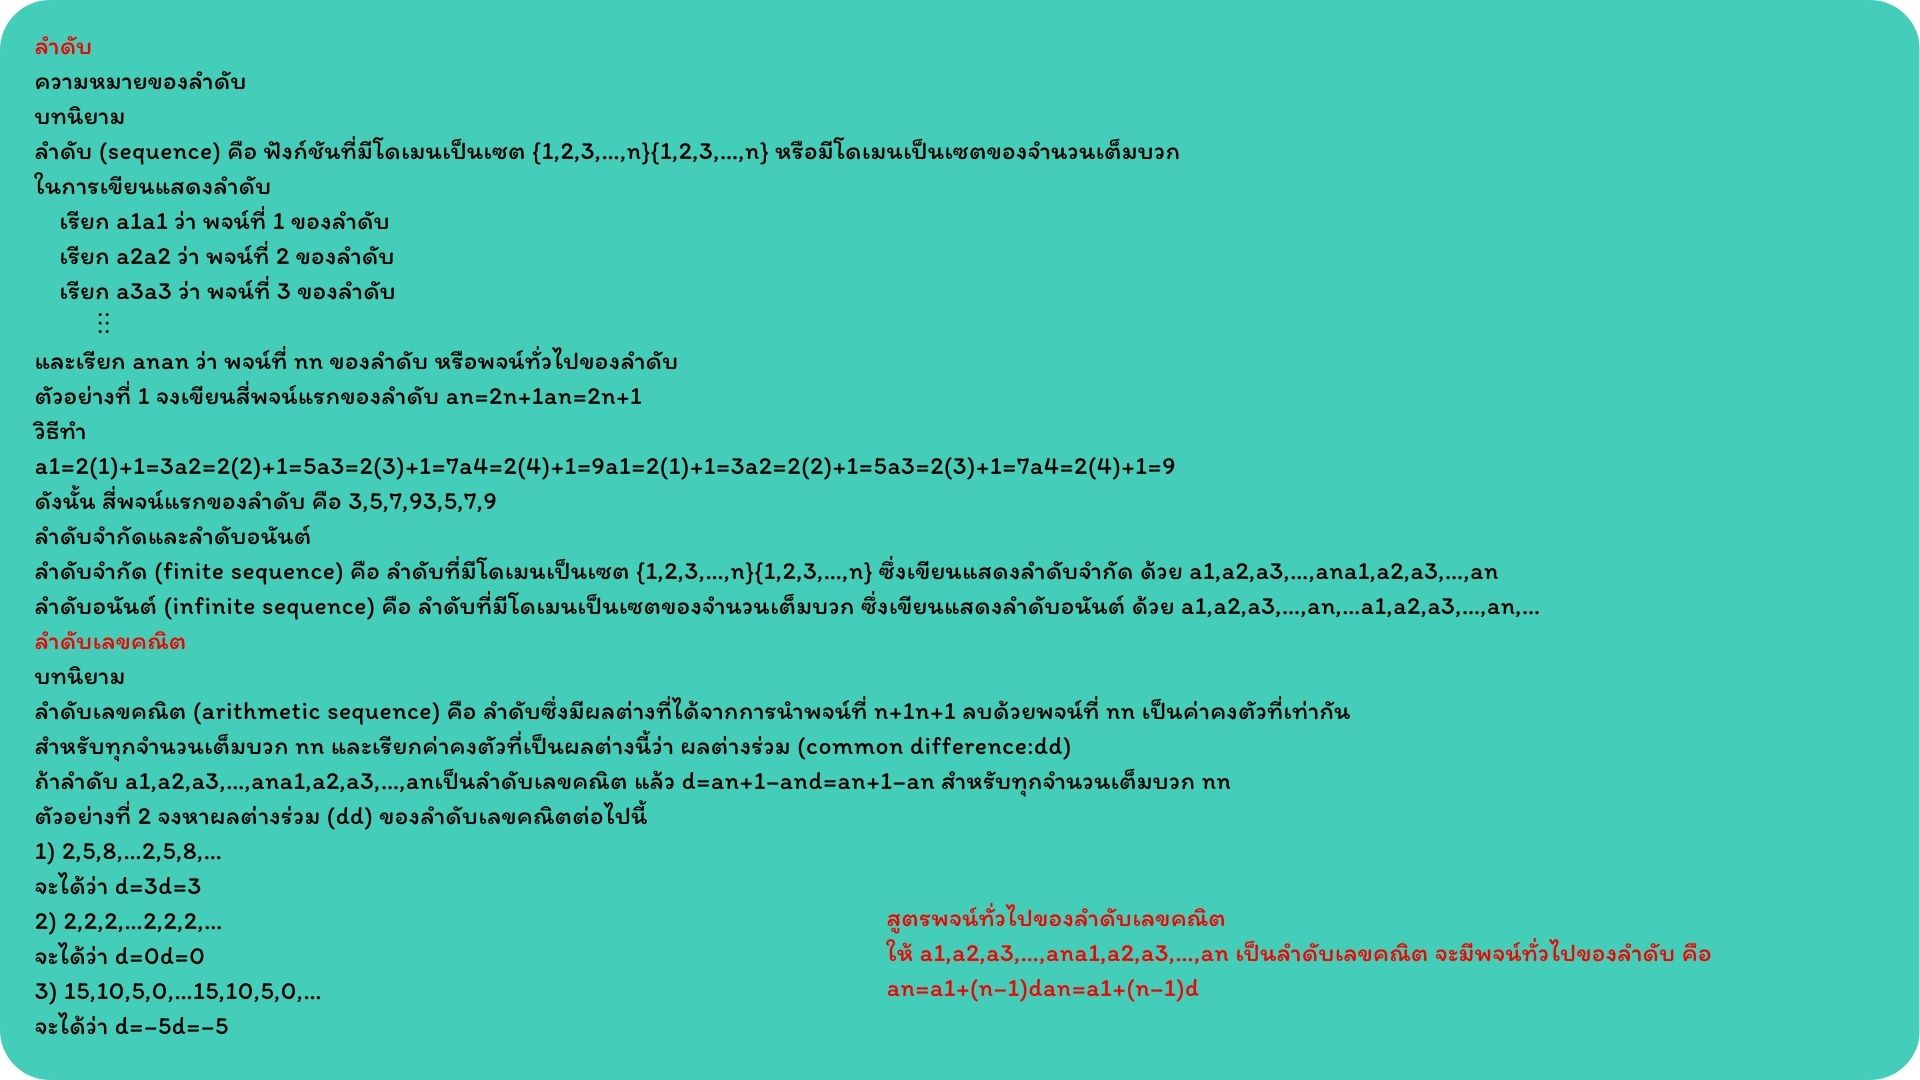 ลำดับ
ความหมายของลำดับ
บทนิยาม
ลำดับ (sequence) คือ ฟังก์ชันที่มีโดเมนเป็นเซต {1,2,3,...,n}{1,2,3,...,n} หรือมีโดเมนเป็นเซตของจำนวนเต็มบวก
ในการเขียนแสดงลำดับ
เรียก a1a1 ว่า พจน์ที่ 1 ของลำดับ
เรียก a2a2 ว่า พจน์ที่ 2 ของลำดับ
เรียก a3a3 ว่า พจน์ที่ 3 ของลำดับ
⋮⋮
และเรียก anan ว่า พจน์ที่ nn ของลำดับ หรือพจน์ทั่วไปของลำดับ
ตัวอย่างที่ 1 จงเขียนสี่พจน์แรกของลำดับ an=2n+1an=2n+1
วิธีทำ
a1=2(1)+1=3a2=2(2)+1=5a3=2(3)+1=7a4=2(4)+1=9a1=2(1)+1=3a2=2(2)+1=5a3=2(3)+1=7a4=2(4)+1=9
ดังนั้น สี่พจน์แรกของลำดับ คือ 3,5,7,93,5,7,9
ลำดับจำกัดและลำดับอนันต์
ลำดับจำกัด (finite sequence) คือ ลำดับที่มีโดเมนเป็นเซต {1,2,3,...,n}{1,2,3,...,n} ซึ่งเขียนแสดงลำดับจำกัด ด้วย a1,a2,a3,...,ana1,a2,a3,...,an
ลำดับอนันต์ (infinite sequence) คือ ลำดับที่มีโดเมนเป็นเซตของจำนวนเต็มบวก ซึ่งเขียนแสดงลำดับอนันต์ ด้วย a1,a2,a3,...,an,...a1,a2,a3,...,an,...
ลำดับเลขคณิต
บทนิยาม
ลำดับเลขคณิต (arithmetic sequence) คือ ลำดับซึ่งมีผลต่างที่ได้จากการนำพจน์ที่ n+1n+1 ลบด้วยพจน์ที่ nn เป็นค่าคงตัวที่เท่ากัน
สำหรับทุกจำนวนเต็มบวก nn และเรียกค่าคงตัวที่เป็นผลต่างนี้ว่า ผลต่างร่วม (common difference:dd)
ถ้าลำดับ a1,a2,a3,...,ana1,a2,a3,...,anเป็นลำดับเลขคณิต แล้ว d=an+1−and=an+1−an สำหรับทุกจำนวนเต็มบวก nn
ตัวอย่างที่ 2 จงหาผลต่างร่วม (dd) ของลำดับเลขคณิตต่อไปนี้
1) 2,5,8,...2,5,8,...
จะได้ว่า d=3d=3
2) 2,2,2,...2,2,2,...
จะได้ว่า d=0d=0
3) 15,10,5,0,...15,10,5,0,...
จะได้ว่า d=−5d=−5
สูตรพจน์ทั่วไปของลำดับเลขคณิต
ให้ a1,a2,a3,...,ana1,a2,a3,...,an เป็นลำดับเลขคณิต จะมีพจน์ทั่วไปของลำดับ คือ
an=a1+(n−1)dan=a1+(n−1)d